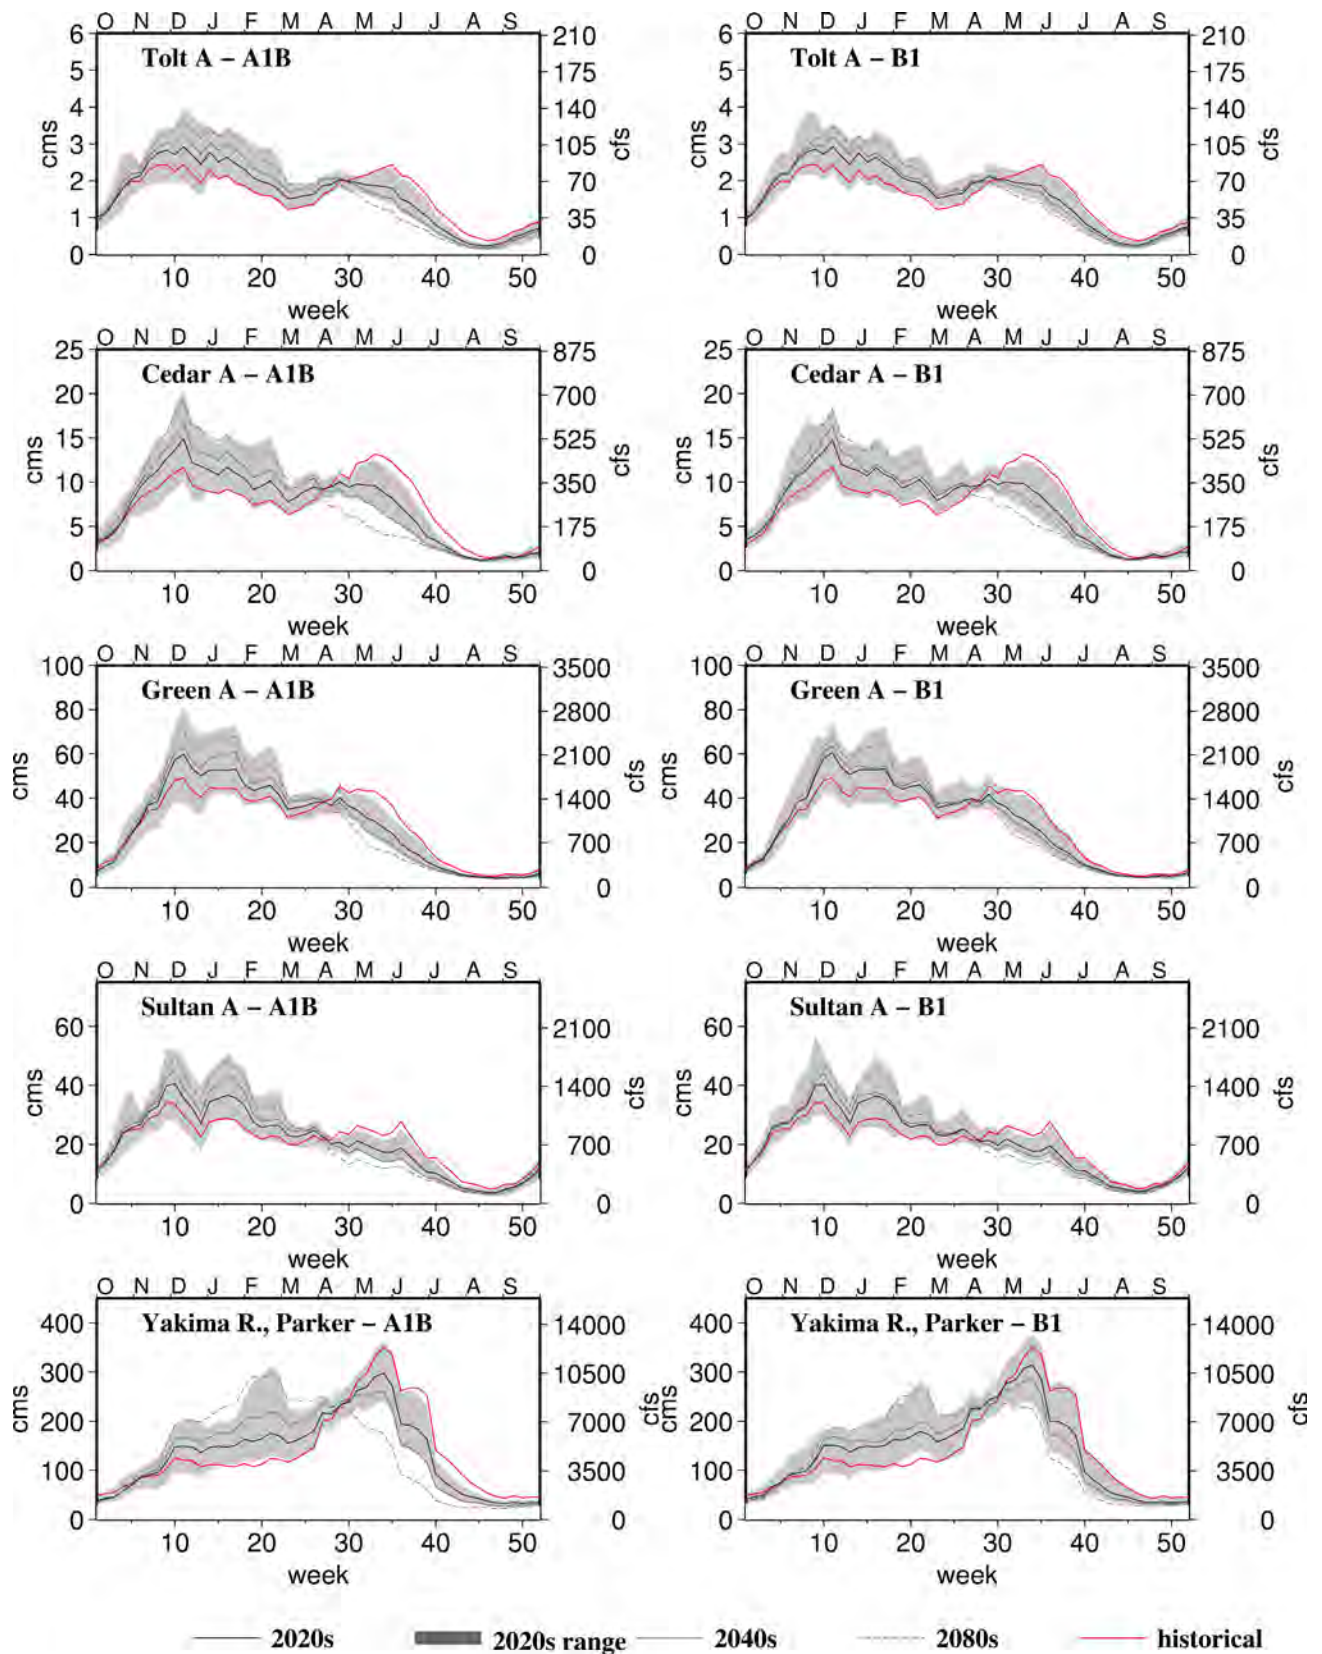 O N D J F M A M J J A S
O N D J F M A M J J A S
6 5 4 3 2 1 0
cms
Tolt A – A1B
210 175 140 105 70 35 0
cfs
10 20 30 40 50
week
6 5 4 3 2 1 0
cms
Tolt A – B1
210 175 140 105 70 35 0
cfs
10 20 30 40 50
week
O N D J F M A M J J A S
O N D J F M A M J J A S
25 20 15 10 5 0
cms
Cedar A – A1B
875 700 525 350 175 0
cfs
10 20 30 40 50
week
25 20 15 10 5 0
cms
Cedar A – B1
875 700 525 350 175 0
cfs
10 20 30 40 50
week
O N D J F M A M J J A S
O N D J F M A M J J A S
100 80 60 40 20 0
cms
Green A – A1B
3500 2800 2100 1400 700 0
cfs
10 20 30 40 50
week
100 80 60 40 20 0
cms
Green A – B1
3500 2800 2100 1400 700 0
cfs
10 20 30 40 50
week
O N D J F M A M J J A S
O N D J F M A M J J A S
60 40 20 0
cms
Sultan A – A1B
2100 1400 700 0
cfs
10 20 30 40 50
week
60 40 20 0
cms
Sultan A – B1
2100 1400 700 0
cfs
10 20 30 40 50
week
O N D J F M A M J J A S
O N D J F M A M J J A S
400 300 200 100 0
cms
Yakima R., Parker – A1B
14000 10500 7000 3500 0
cfs
10 20 30 40 50
week
400 300 200 100 0
cms
Yakima R., Parker – B1
14000 10500 7000 3500 0
cfs
10 20 30 40 50
week
2020s 2020s range 2040s 2080s historical